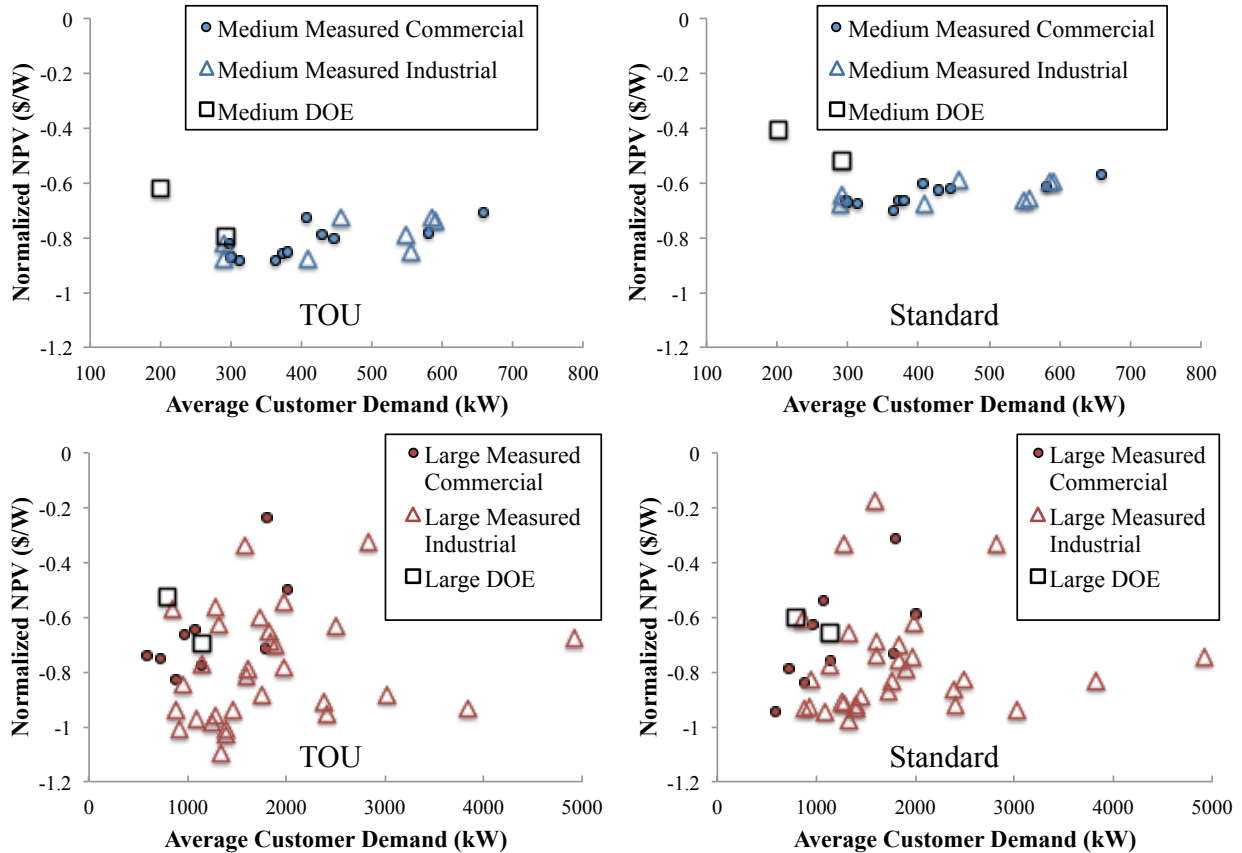 Normalized NPV ($/W)
0
-0.2
-0.4
-0.6
-0.8
-1
-1.2
Medium Measured Commercial
Medium Measured Industrial
Medium DOE
TOU
100 200 300 400 500 600 700 800
Average Customer Demand (kW)
Normalized NPV ($/W)
0
-0.2
-0.4
-0.6
-0.8
-1
-1.2
Medium Measured Commercial
Medium Measured Industrial
Medium DOE
Standard
100 200 300 400 500 600 700 800
Average Customer Demand (kW)
Normalized NPV ($/W)
0
-0.2
-0.4
-0.6
-0.8
-1
-1.2
Large Measured
Commercial
Large Measured
Industrial
Large DOE
TOU
0 1000 2000 3000 4000 5000
Average Customer Demand (kW)
Normalized NPV ($/W)
0
-0.2
-0.4
-0.6
-0.8
-1
-1.2
Large Measured
Commercial
Large Measured
Industrial
Large DOE
Standard
0 1000 2000 3000 4000 5000
Average Customer Demand (kW)